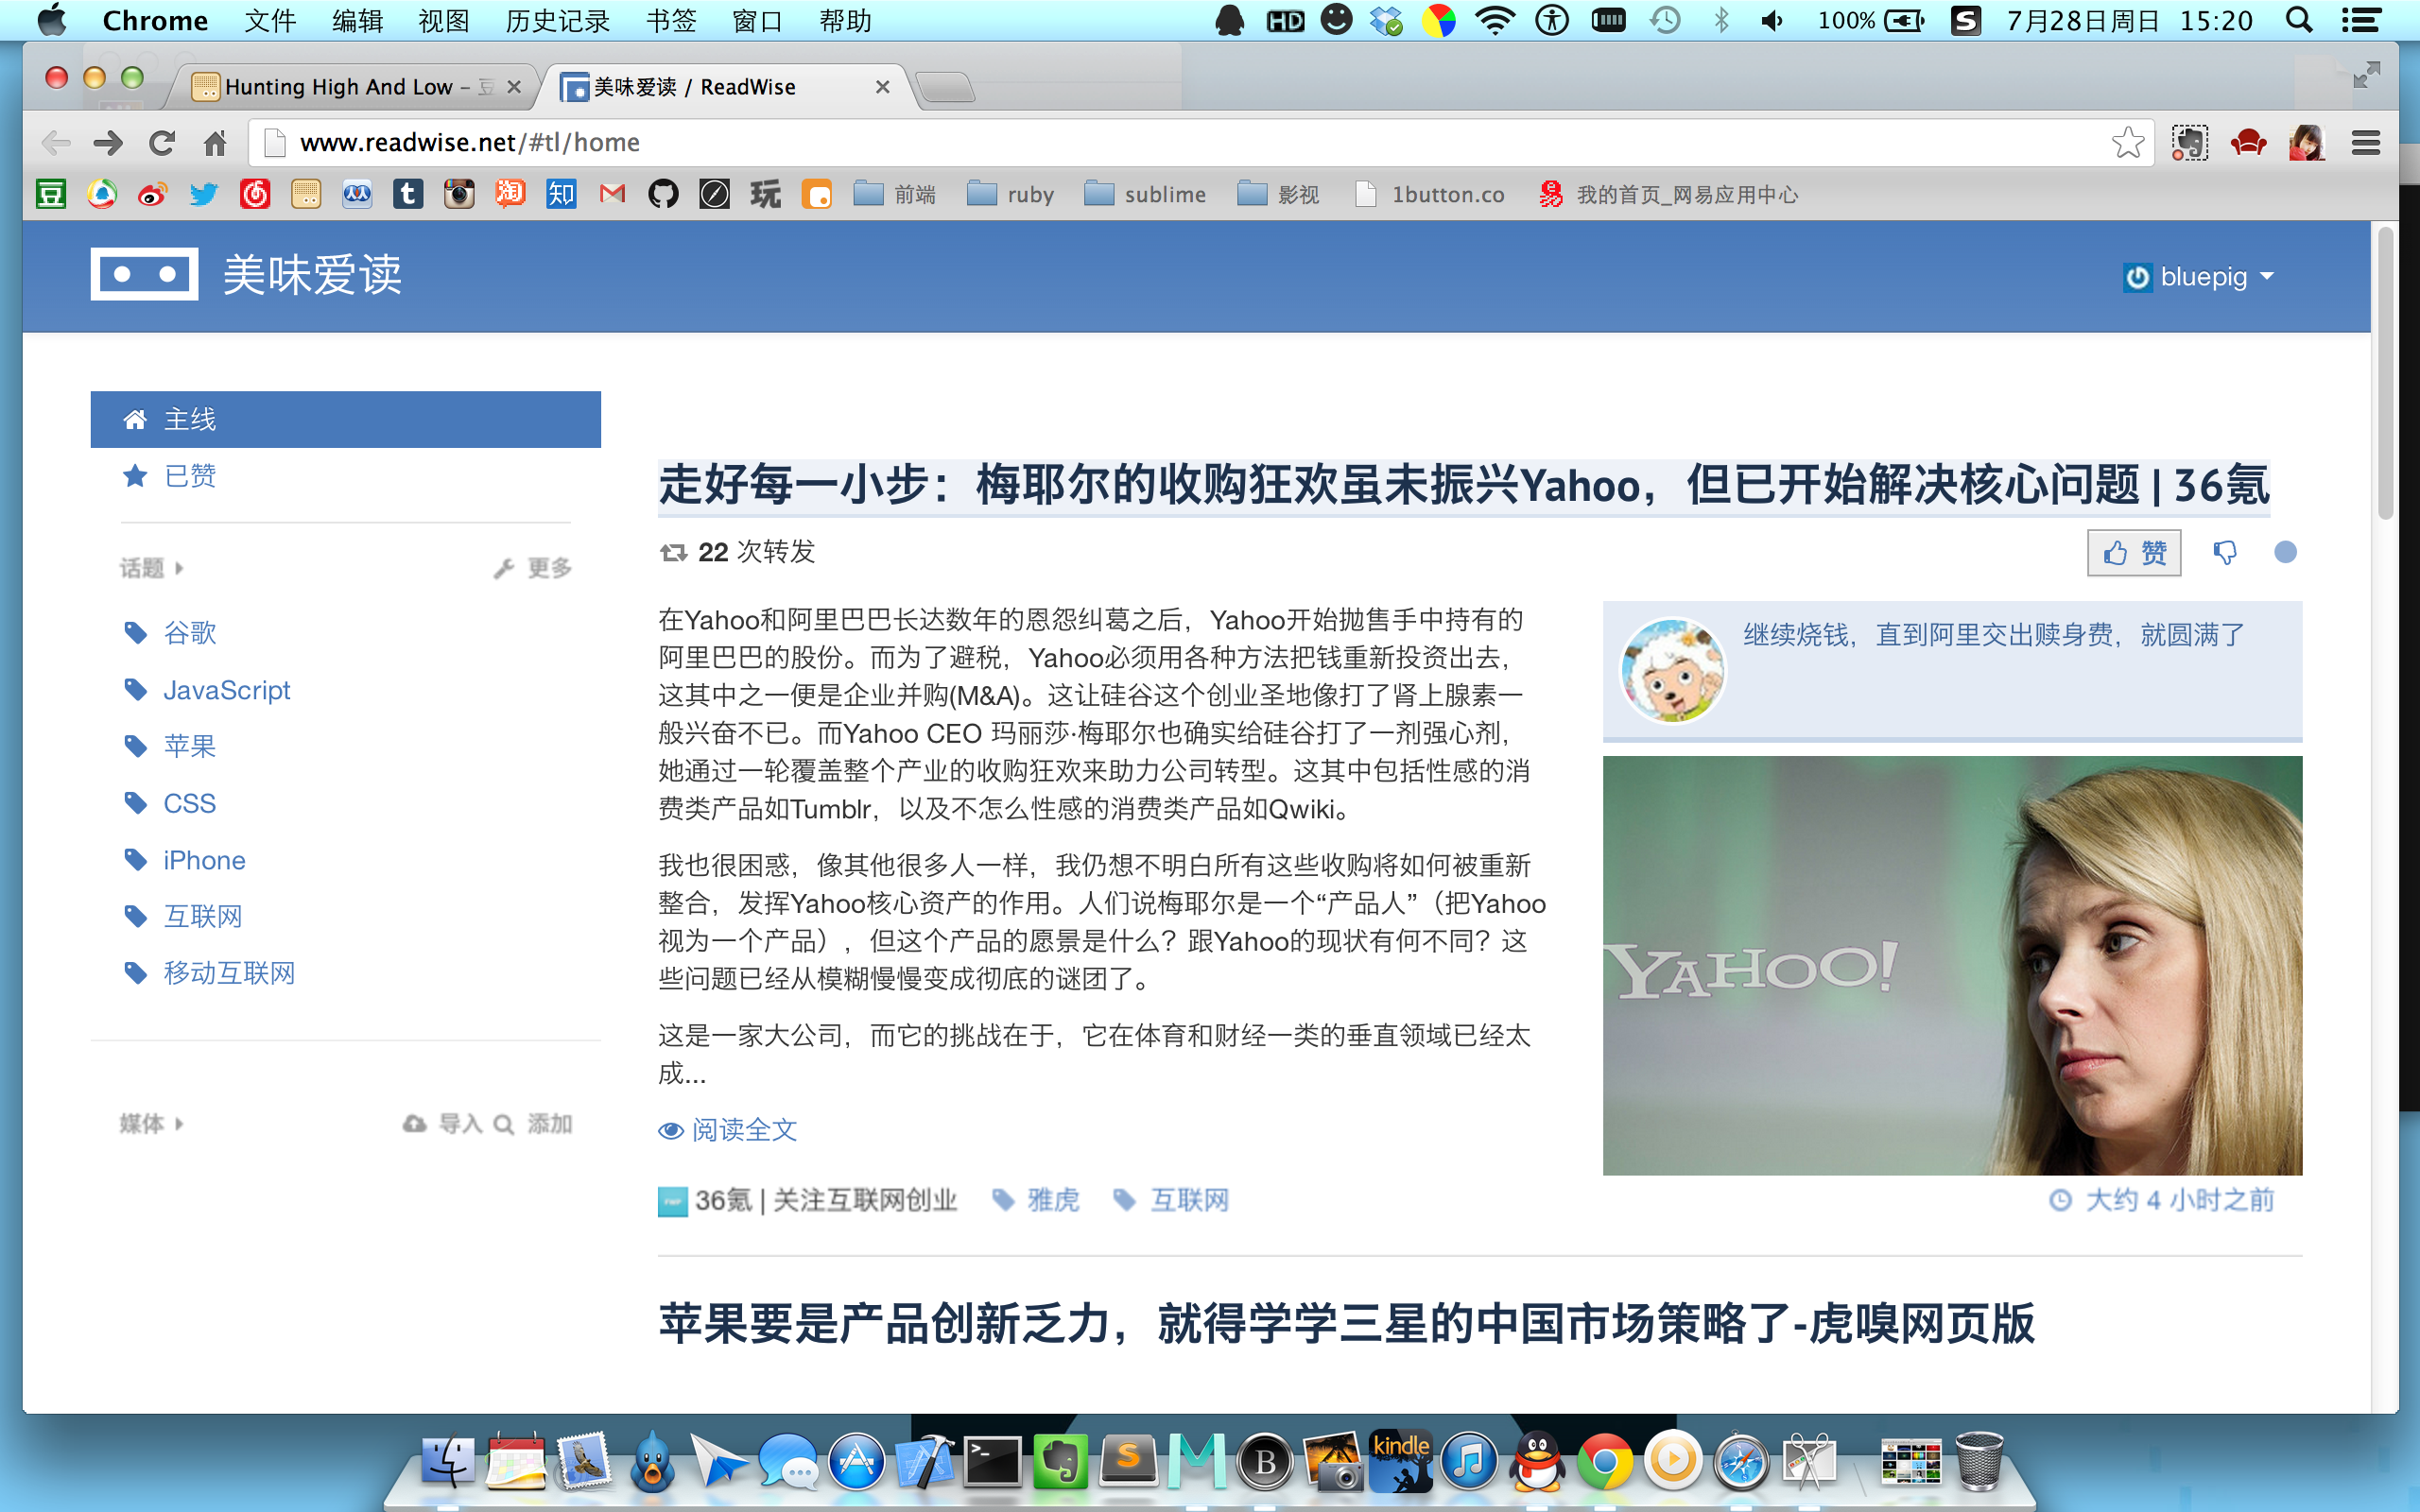 Chrome 文件 编辑 视图 历史记录 书签 窗口 帮助 HD 100% S 7月28日周日 15:20
Hunting High And Low – 豆
美味爱读 / ReadWise
www.readwise.net/#tl/home
豆 t 淘 知 玩 前端 ruby sublime 影视 1button.co 我的首页_网易应用中心
美味爱读
bluepig
主线
已赞
话题 更多
谷歌
JavaScript
苹果
CSS
iPhone
互联网
移动互联网
媒体 导入 添加
走好每一小步：梅耶尔的收购狂欢虽未振兴Yahoo，但已开始解决核心问题 | 36氪
22 次转发
赞
在Yahoo和阿里巴巴长达数年的恩怨纠葛之后，Yahoo开始抛售手中持有的
阿里巴巴的股份。而为了避税，Yahoo必须用各种方法把钱重新投资出去，
这其中之一便是企业并购(M&A)。这让硅谷这个创业圣地像打了肾上腺素一
般兴奋不已。而Yahoo CEO 玛丽莎·梅耶尔也确实给硅谷打了一剂强心剂，
她通过一轮覆盖整个产业的收购狂欢来助力公司转型。这其中包括性感的消
费类产品如Tumblr，以及不怎么性感的消费类产品如Qwiki。
我也很困惑，像其他很多人一样，我仍想不明白所有这些收购将如何被重新
整合，发挥Yahoo核心资产的作用。人们说梅耶尔是一个“产品人”（把Yahoo
视为一个产品），但这个产品的愿景是什么？跟Yahoo的现状有何不同？这
些问题已经从模糊慢慢变成彻底的谜团了。
这是一家大公司，而它的挑战在于，它在体育和财经一类的垂直领域已经太
成...
阅读全文
36氪 | 关注互联网创业 雅虎 互联网
继续烧钱，直到阿里交出赎身费，就圆满了
YAHOO!
大约 4 小时之前
苹果要是产品创新乏力，就得学学三星的中国市场策略了-虎嗅网页版
>_ S M B kindle